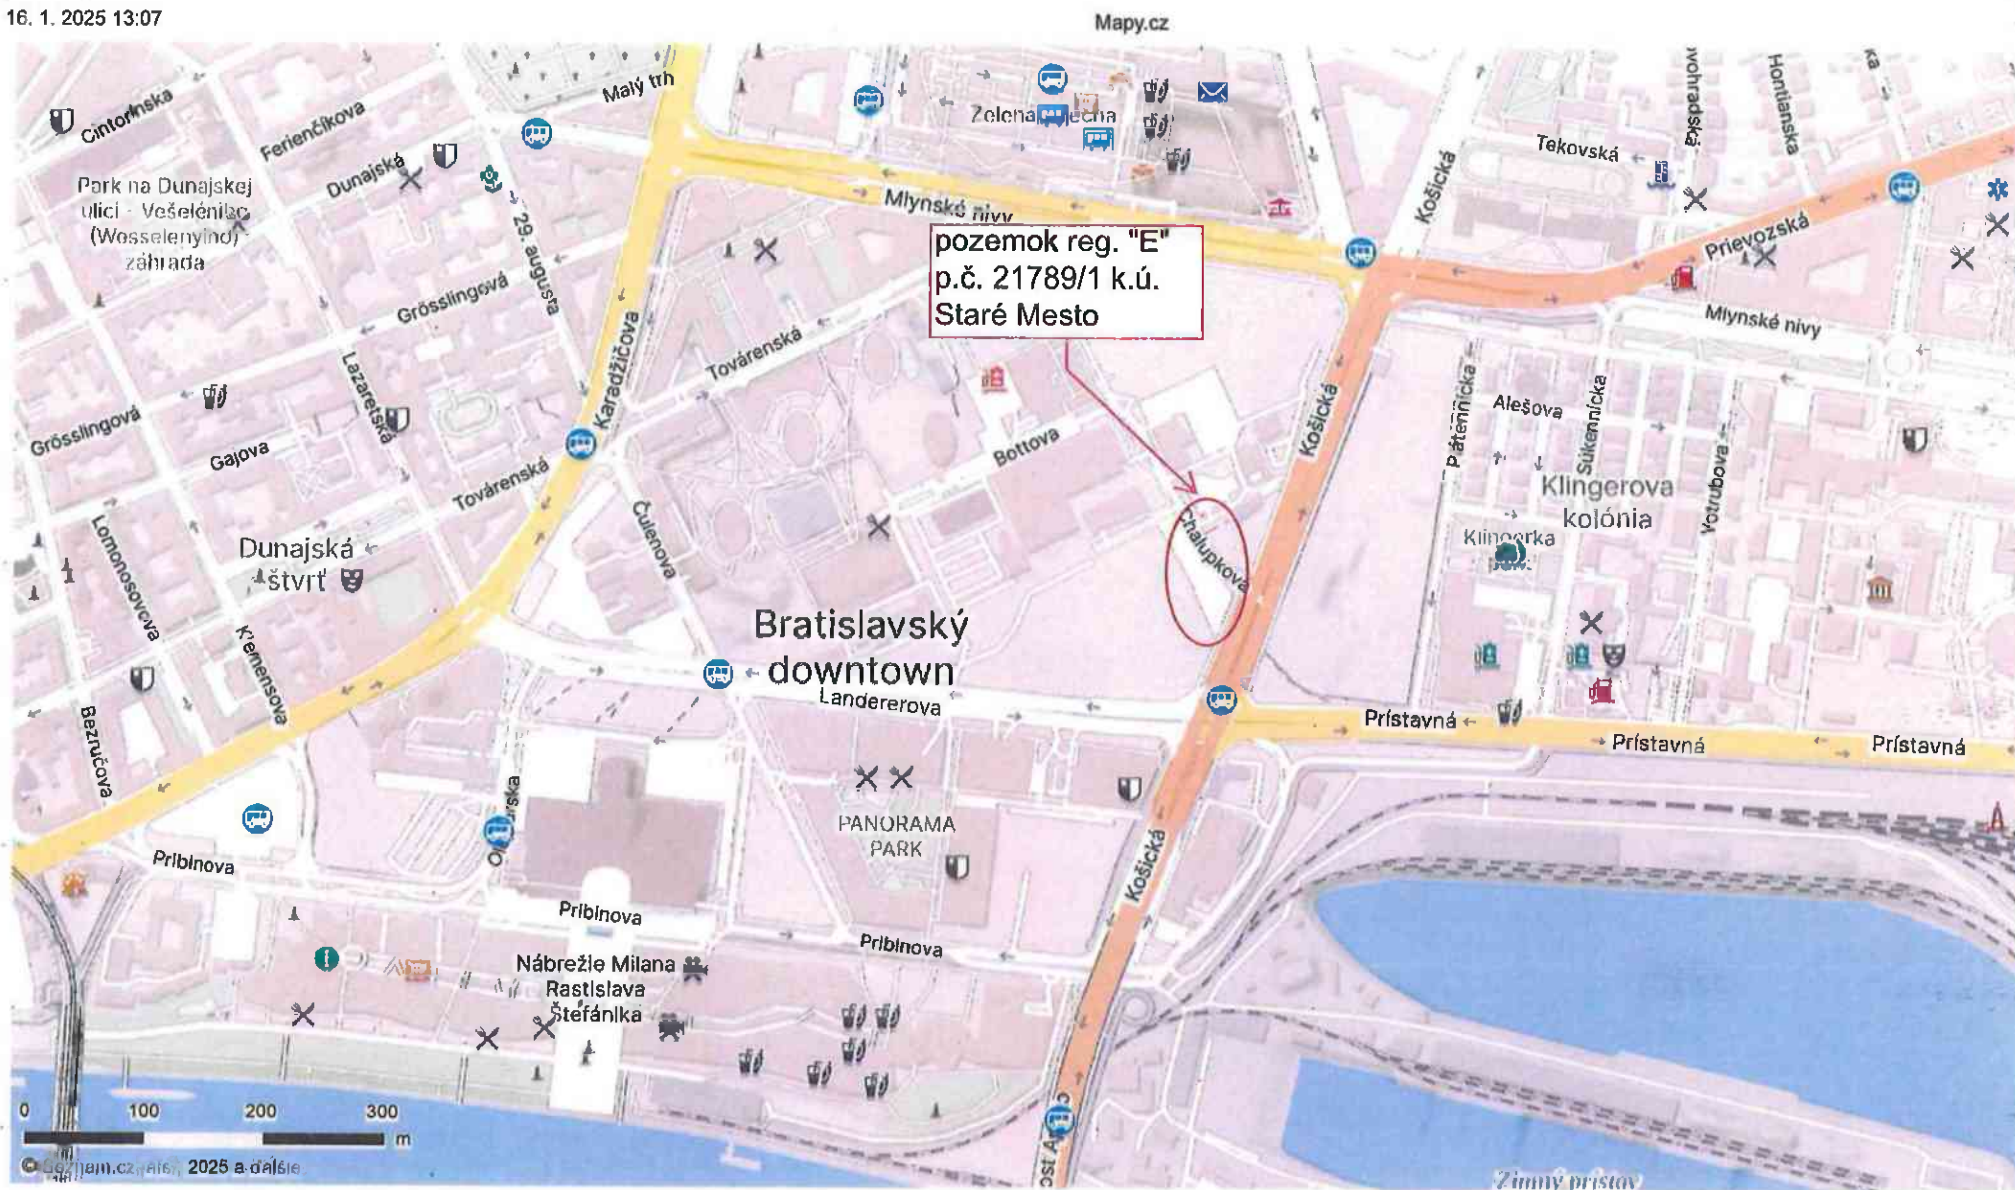 16. 1. 2025 13:07
Mapy.cz
Malý trh
Cintorínska
Ferienčíkova
Dunajská
Park na Dunajskej
ulici - Vešeléniho
záhrada
29. augusta
Grösslingová
Lazaretská
Karadžičova
Továrenská
Mlynské nivy
pozemok reg. "E"
p.č. 21789/1 k.ú.
Staré Mesto
Košická
Tekovská
Hontianska
Prievozská
Mlynské nivy
Grösslingová
Gajova
Továrenská
Čulenova
Bottova
Košická
Chalupkova
Alešova
Súkennícka
Votrubova
Klingerova
kolónia
Klingerka
Lomonosovova
Dunajská
štvrť
Klemensova
Bezručova
Bratislavský
downtown
Landererova
Prístavná
Prístavná
Prístavná
PANORAMA
PARK
Košická
Pribinova
Pribinova
Pribinova
Nábrežie Milana
Rastislava
Štefánika
0 100 200 300
m
2025 a ďalšie
Zimný prístav